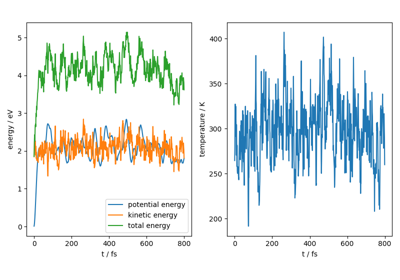 5
4
3
2
1
0
energy / eV
potential energy
kinetic energy
total energy
0 200 400 600 800
t / fs
400
350
300
250
200
temperature / K
0 200 400 600 800
t / fs